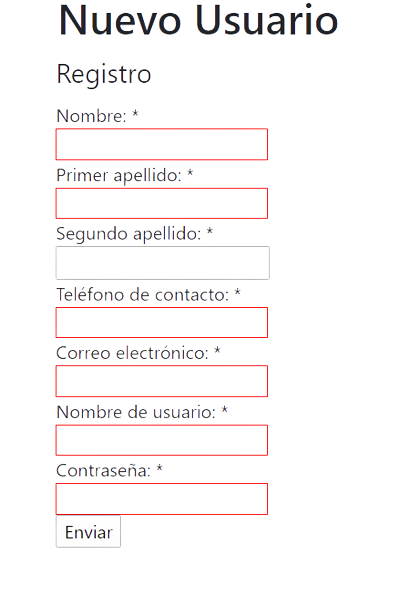 Nuevo Usuario
Registro
Nombre: *
Primer apellido: *
Segundo apellido: *
Teléfono de contacto: *
Correo electrónico: *
Nombre de usuario: *
Contraseña: *
Enviar